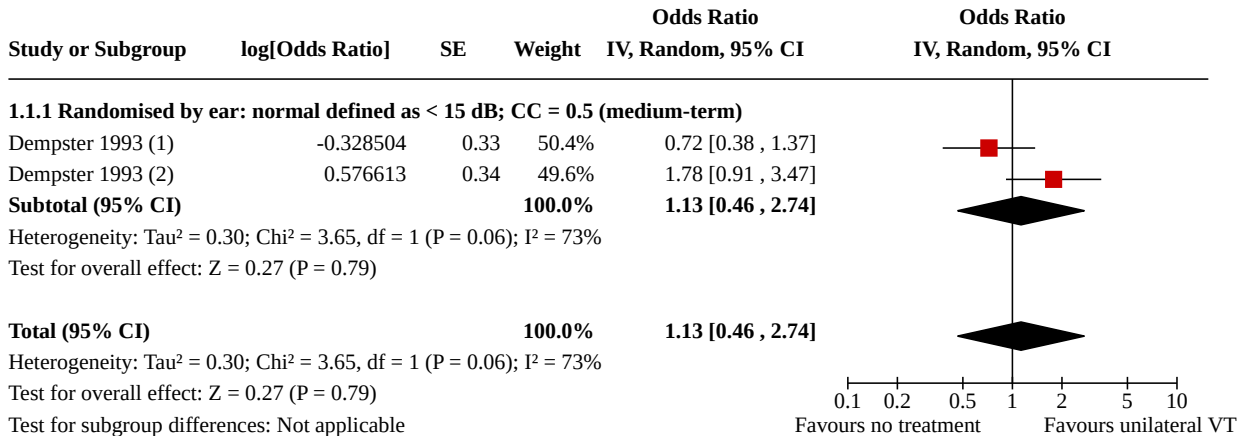 Odds Ratio Odds Ratio
Study or Subgroup log[Odds Ratio] SE Weight IV, Random, 95% CI IV, Random, 95% CI
1.1.1 Randomised by ear: normal defined as < 15 dB; CC = 0.5 (medium-term)
Dempster 1993 (1) -0.328504 0.33 50.4% 0.72 [0.38 , 1.37]
Dempster 1993 (2) 0.576613 0.34 49.6% 1.78 [0.91 , 3.47]
Subtotal (95% CI) 100.0% 1.13 [0.46 , 2.74]
Heterogeneity: Tau² = 0.30; Chi² = 3.65, df = 1 (P = 0.06); I² = 73%
Test for overall effect: Z = 0.27 (P = 0.79)
Total (95% CI) 100.0% 1.13 [0.46 , 2.74]
Heterogeneity: Tau² = 0.30; Chi² = 3.65, df = 1 (P = 0.06); I² = 73%
Test for overall effect: Z = 0.27 (P = 0.79)
0.1 0.2 0.5 1 2 5 10
Test for subgroup differences: Not applicable Favours no treatment Favours unilateral VT